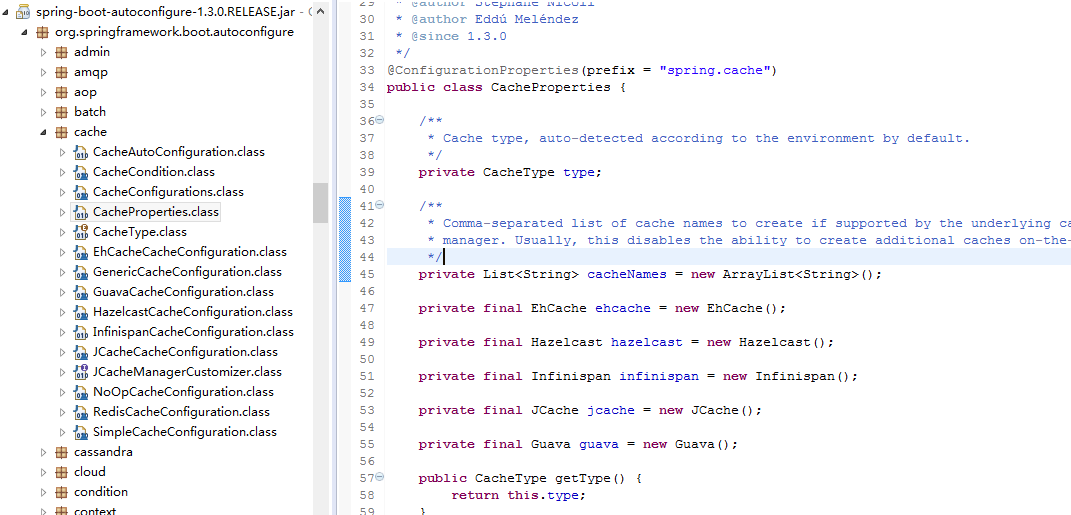 spring-boot-autoconfigure-1.3.0.RELEASE.jar -
org.springframework.boot.autoconfigure
admin
amqp
aop
batch
cache
CacheAutoConfiguration.class
CacheCondition.class
CacheConfigurations.class
CacheProperties.class
CacheType.class
EhCacheCacheConfiguration.class
GenericCacheConfiguration.class
GuavaCacheConfiguration.class
HazelcastCacheConfiguration.class
InfinispanCacheConfiguration.class
JCacheCacheConfiguration.class
JCacheManagerCustomizer.class
NoOpCacheConfiguration.class
RedisCacheConfiguration.class
SimpleCacheConfiguration.class
cassandra
cloud
condition
context
29 * @author Stephane Nicoll
30 * @author Eddú Meléndez
31 * @since 1.3.0
32 */
33 @ConfigurationProperties(prefix = "spring.cache")
34 public class CacheProperties {
35
36 /**
37 * Cache type, auto-detected according to the environment by default.
38 */
39 private CacheType type;
40
41 /**
42 * Comma-separated list of cache names to create if supported by the underlying ca
43 * manager. Usually, this disables the ability to create additional caches on-the-
44 */
45 private List<String> cacheNames = new ArrayList<String>();
46
47 private final EhCache ehcache = new EhCache();
48
49 private final Hazelcast hazelcast = new Hazelcast();
50
51 private final Infinispan infinispan = new Infinispan();
52
53 private final JCache jcache = new JCache();
54
55 private final Guava guava = new Guava();
56
57 public CacheType getType() {
58 return this.type;
59 }